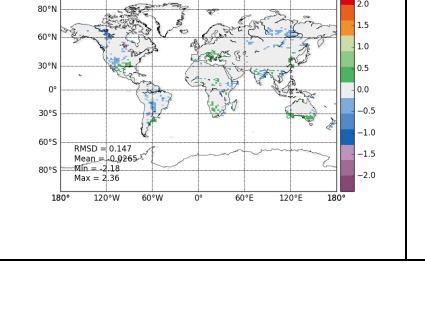 80°N
60°N
30°N
0°
30°S
60°S
80°S
RMSD = 0.147
Mean = -0.0265
Min = -2.18
Max = 2.36
180° 120°W 60°W 0° 60°E 120°E 180°
2.0
1.5
1.0
0.5
0.0
−0.5
−1.0
−1.5
−2.0